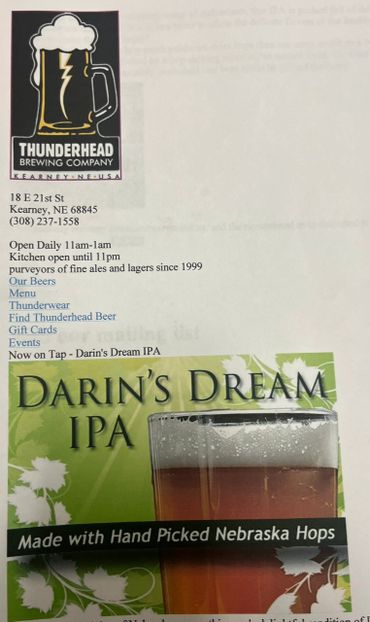 THUNDERHEAD
BREWING COMPANY
KEARNEY•NE•USA
18 E 21st St
Kearney, NE 68845
(308) 237-1558
Open Daily 11am-1am
Kitchen open until 11pm
purveyors of fine ales and lagers since 1999
Our Beers
Menu
Thunderwear
Find Thunderhead Beer
Gift Cards
Events
Now on Tap - Darin's Dream IPA
DARIN'S DREAM
IPA
Made with Hand Picked Nebraska Hops